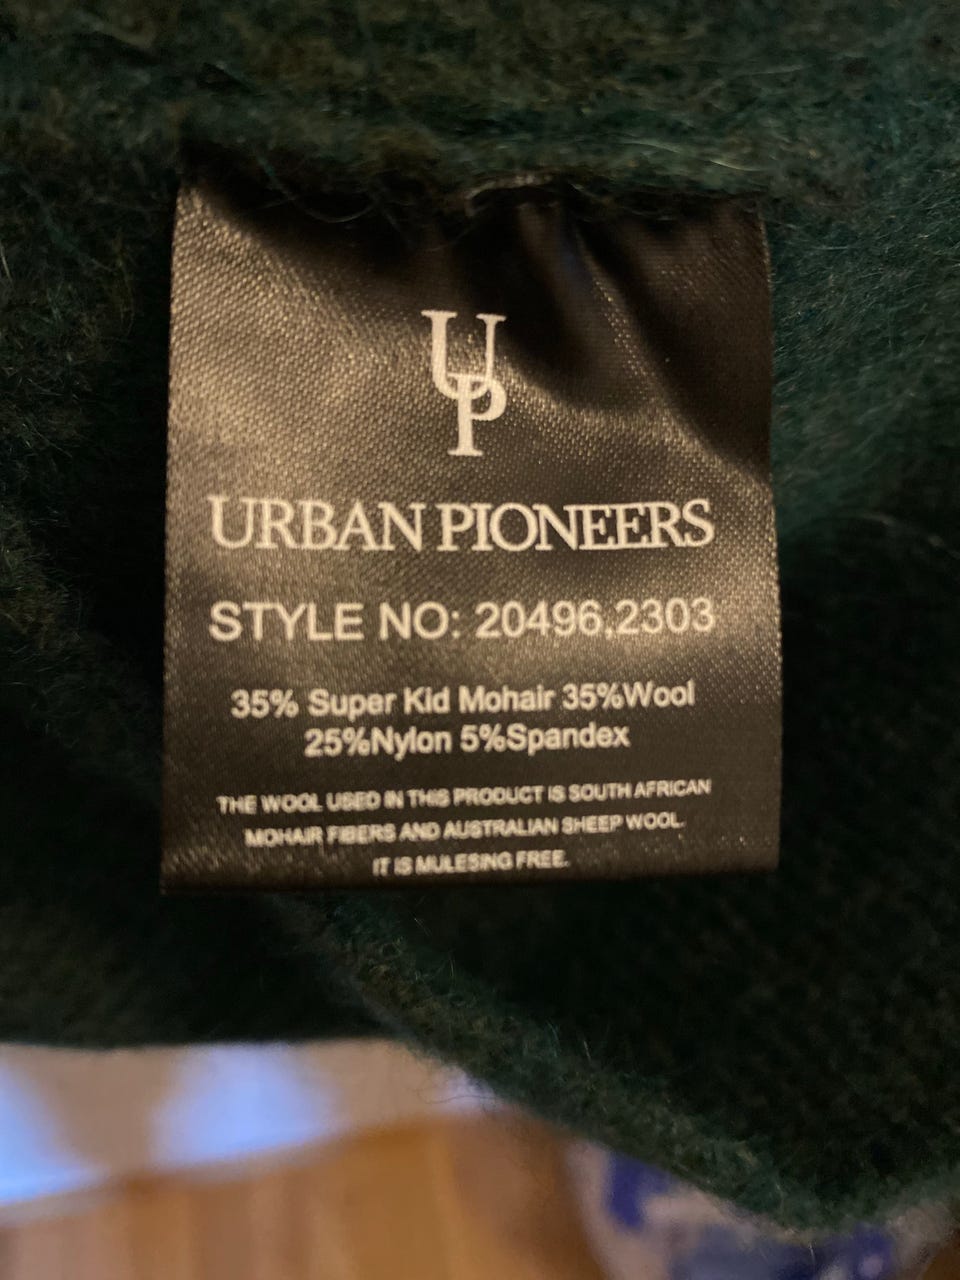 UP
URBAN PIONEERS
STYLE NO: 20496.2303
35% Super Kid Mohair 35%Wool
25%Nylon 5%Spandex
THE WOOL USED IN THIS PRODUCT IS SOUTH AFRICAN
MOHAIR FIBERS AND AUSTRALIAN SHEEP WOOL.
IT IS MULESING FREE.